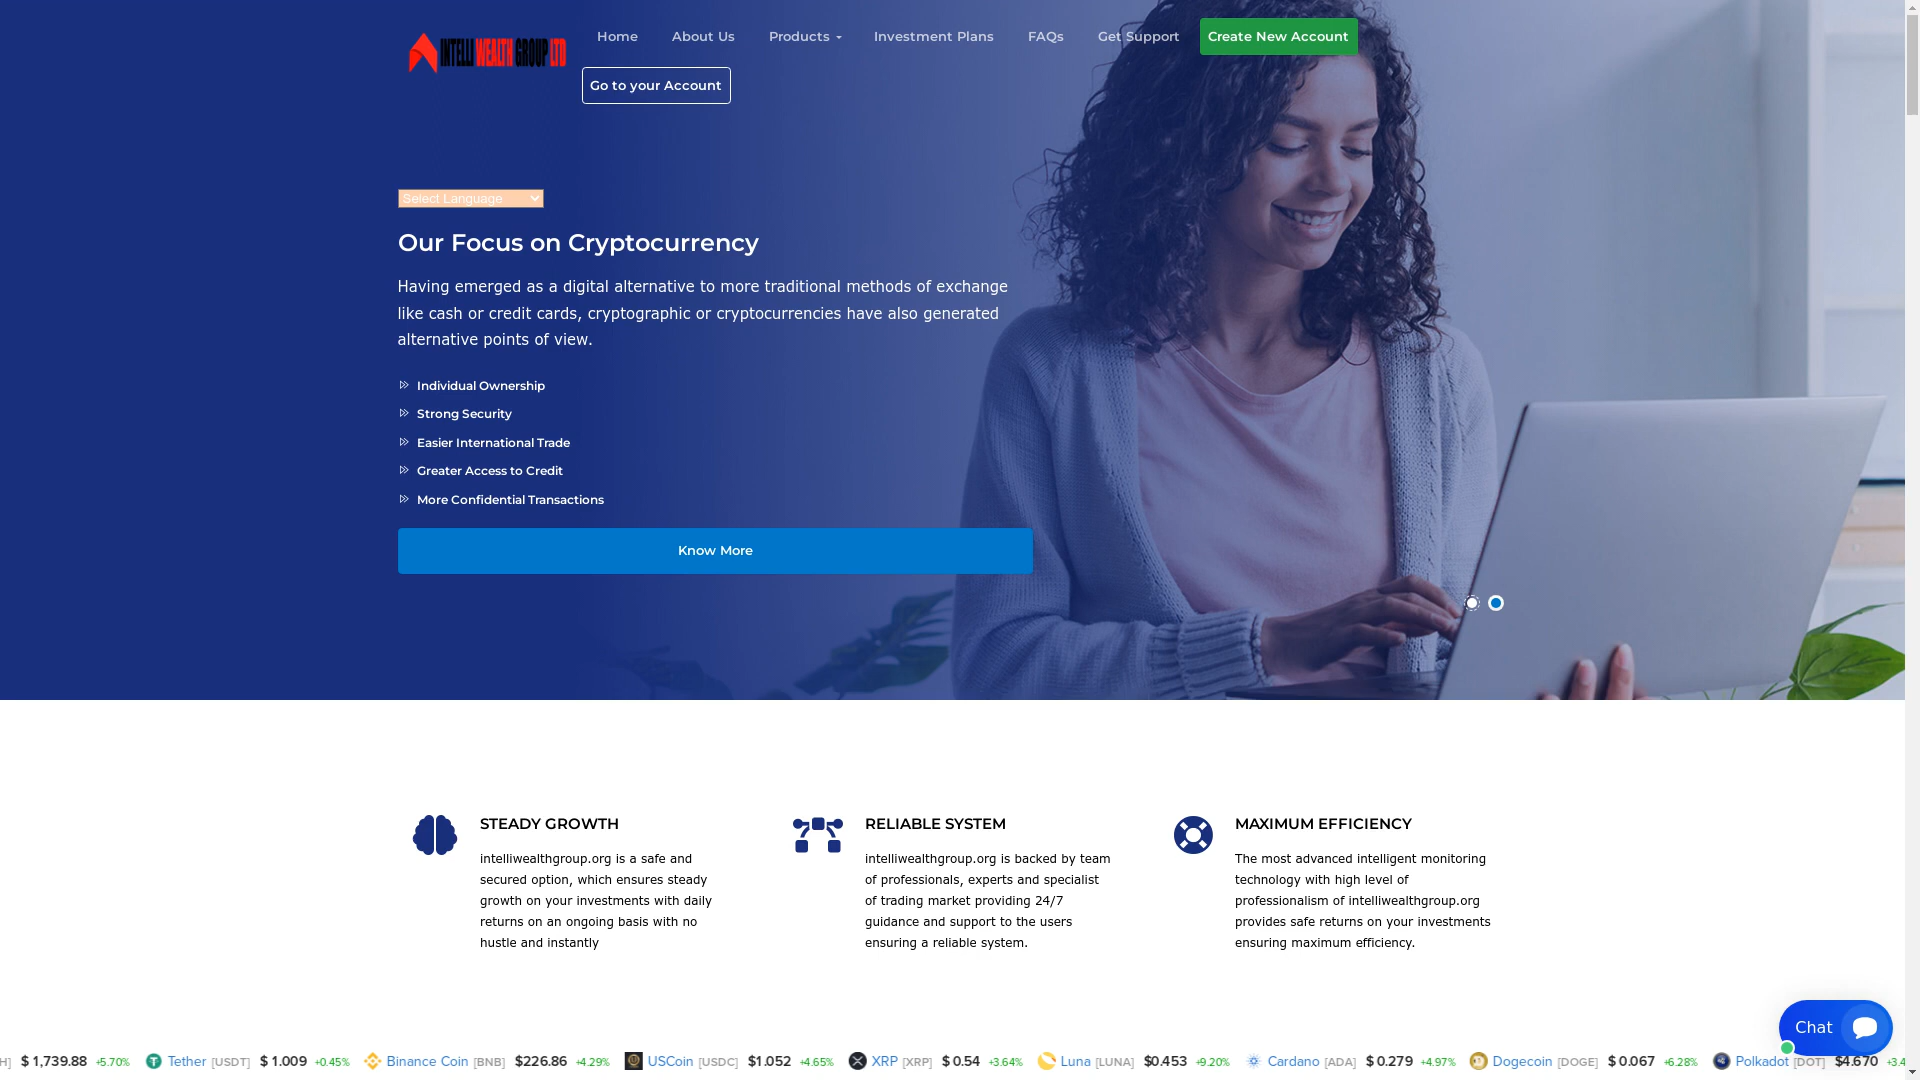 INTELLI WEALTH GROUP LTD
Home
About Us
Products
Investment Plans
FAQs
Get Support
Create New Account
Go to your Account
Select Language
Our Focus on Cryptocurrency
Having emerged as a digital alternative to more traditional methods of exchange
like cash or credit cards, cryptographic or cryptocurrencies have also generated
alternative points of view.
Individual Ownership
Strong Security
Easier International Trade
Greater Access to Credit
More Confidential Transactions
Know More
STEADY GROWTH
intelliwealthgroup.org is a safe and
secured option, which ensures steady
growth on your investments with daily
returns on an ongoing basis with no
hustle and instantly
RELIABLE SYSTEM
intelliwealthgroup.org is backed by team
of professionals, experts and specialist
of trading market providing 24/7
guidance and support to the users
ensuring a reliable system.
MAXIMUM EFFICIENCY
The most advanced intelligent monitoring
technology with high level of
professionalism of intelliwealthgroup.org
provides safe returns on your investments
ensuring maximum efficiency.
Chat
H] $ 1,739.88 +5.70% Tether [USDT] $ 1.009 +0.45% Binance Coin [BNB] $226.86 +4.29% USCoin [USDC] $1.052 +4.65% XRP [XRP] $ 0.54 +3.64% Luna [LUNA] $0.453 +9.20% Cardano [ADA] $ 0.279 +4.97% Dogecoin [DOGE] $ 0.067 +6.28% Polkadot [DOT] $4.670 +3.4